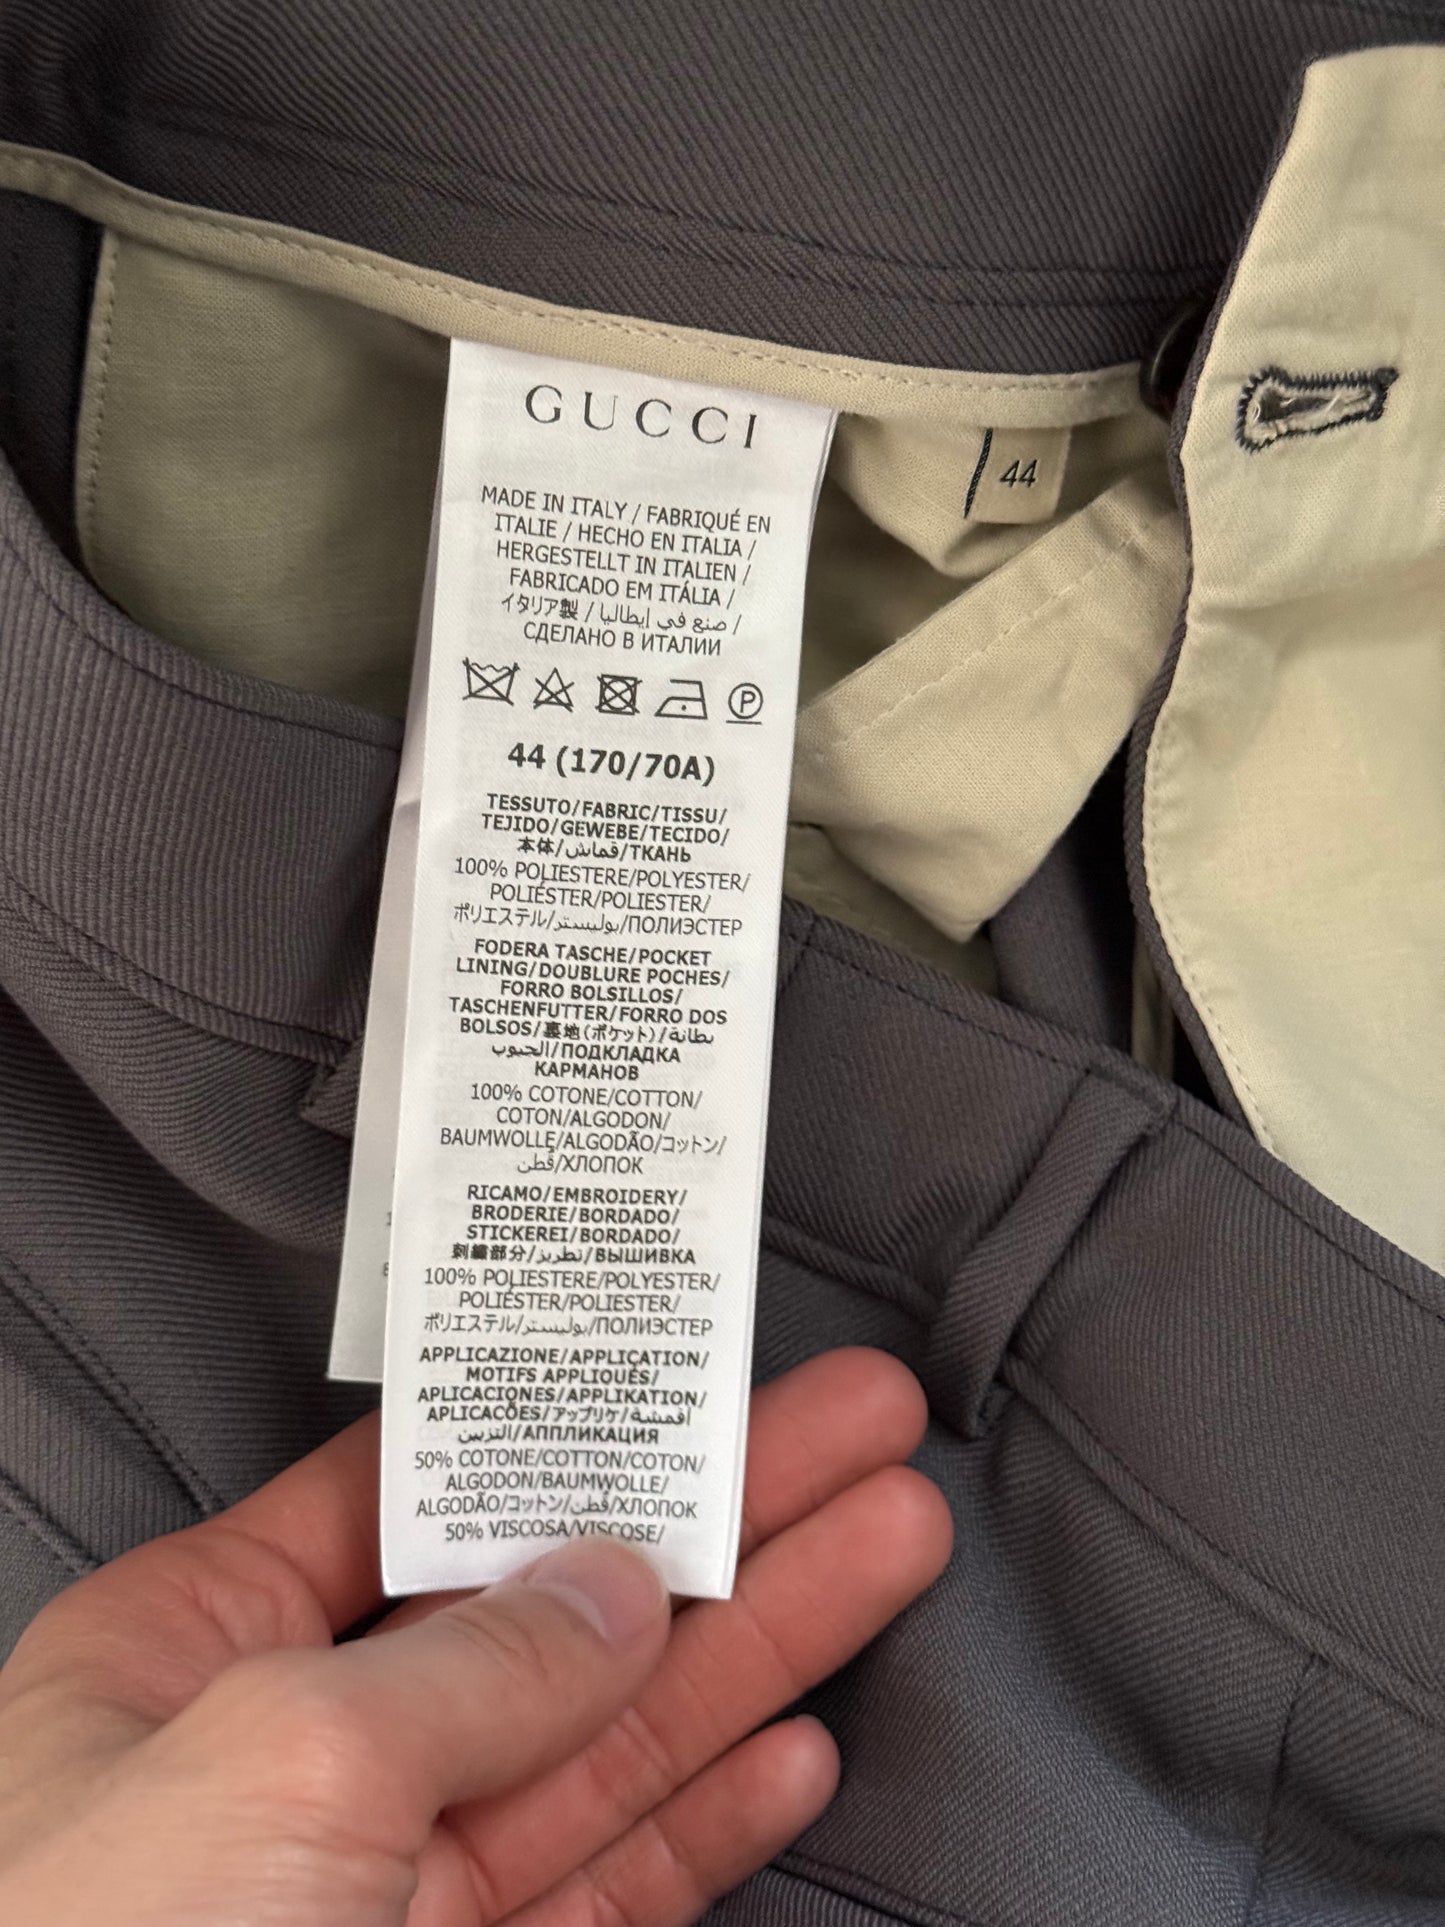 GUCCI
44
MADE IN ITALY / FABRIQUÉ EN
ITALIE / HECHO EN ITALIA /
HERGESTELLT IN ITALIEN /
FABRICADO EM ITÁLIA /
イタリア製 / صنع في ايطاليا /
СДЕЛАНО В ИТАЛИИ
P
44 (170/70A)
TESSUTO/FABRIC/TISSU/
TEJIDO/GEWEBE/TECIDO/
本体/قماش/ТКАНЬ
100% POLIESTERE/POLYESTER/
POLIÉSTER/POLIESTER/
ポリエステル/بوليستر/ПОЛИЭСТЕР
FODERA TASCHE/POCKET
LINING/DOUBLURE POCHES/
FORRO BOLSILLOS/
TASCHENFUTTER/FORRO DOS
BOLSOS/裏地(ポケット)/بطانة
الجيوب/ПОДКЛАДКА
КАРМАНОВ
100% COTONE/COTTON/
COTON/ALGODON/
BAUMWOLLE/ALGODÃO/コットン/
قطن/ХЛОПОК
RICAMO/EMBROIDERY/
BRODERIE/BORDADO/
STICKEREI/BORDADO/
刺繍部分/تطريز/ВЫШИВКА
100% POLIESTERE/POLYESTER/
POLIÉSTER/POLIESTER/
ポリエステル/بوليستر/ПОЛИЭСТЕР
APPLICAZIONE/APPLICATION/
MOTIFS APPLIQUÉS/
APLICACIONES/APPLIKATION/
APLICACÕES/アップリケ/اقمشة
التزيين/АППЛИКАЦИЯ
50% COTONE/COTTON/COTON/
ALGODON/BAUMWOLLE/
ALGODÃO/コットン/قطن/ХЛОПОК
50% VISCOSA/VISCOSE/